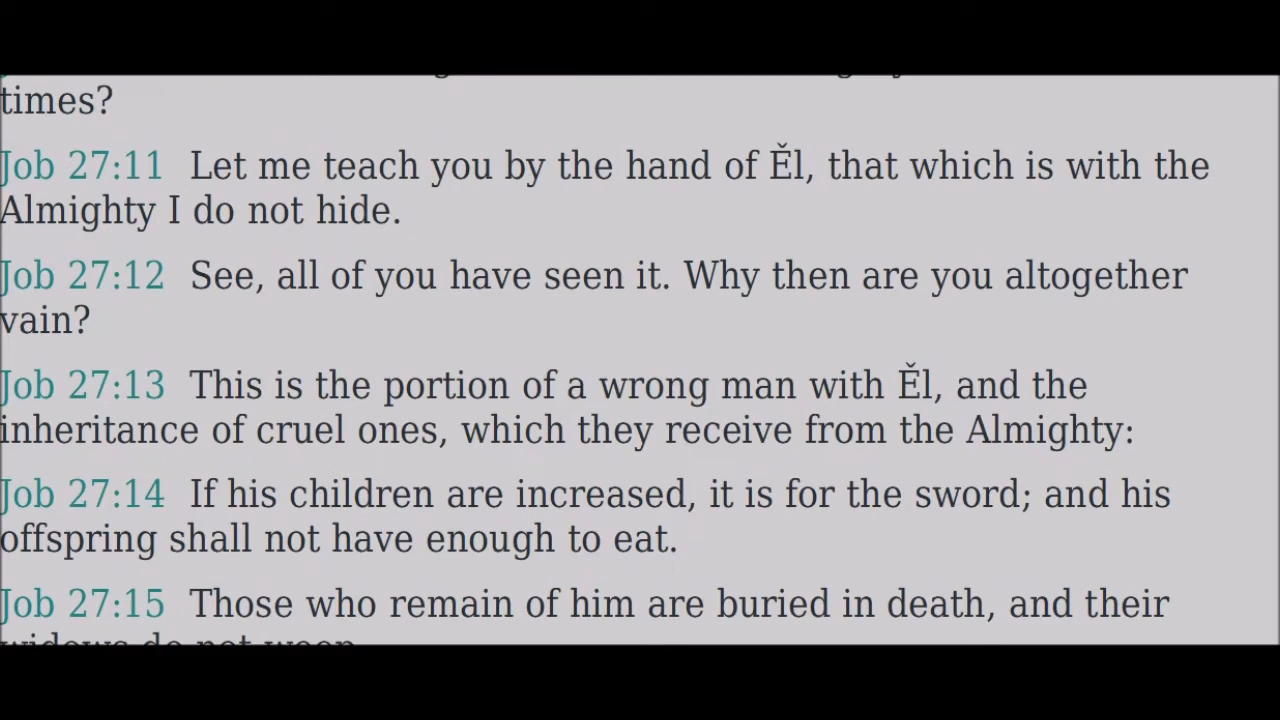 times?
Job 27:11 Let me teach you by the hand of Ěl, that which is with the
Almighty I do not hide.
Job 27:12 See, all of you have seen it. Why then are you altogether
vain?
Job 27:13 This is the portion of a wrong man with Ěl, and the
inheritance of cruel ones, which they receive from the Almighty:
Job 27:14 If his children are increased, it is for the sword; and his
offspring shall not have enough to eat.
Job 27:15 Those who remain of him are buried in death, and their
widows do not weep